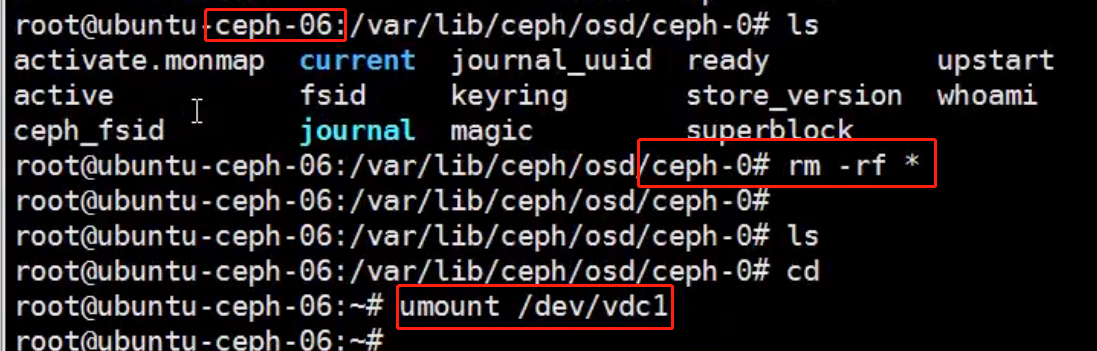 root@ubuntu-ceph-06:/var/lib/ceph/osd/ceph-0# ls
activate.monmap current journal_uuid ready upstart
active fsid keyring store_version whoami
ceph_fsid journal magic superblock
root@ubuntu-ceph-06:/var/lib/ceph/osd/ceph-0# rm -rf *
root@ubuntu-ceph-06:/var/lib/ceph/osd/ceph-0#
root@ubuntu-ceph-06:/var/lib/ceph/osd/ceph-0# ls
root@ubuntu-ceph-06:/var/lib/ceph/osd/ceph-0# cd
root@ubuntu-ceph-06:~# umount /dev/vdc1
root@ubuntu-ceph-06:~#